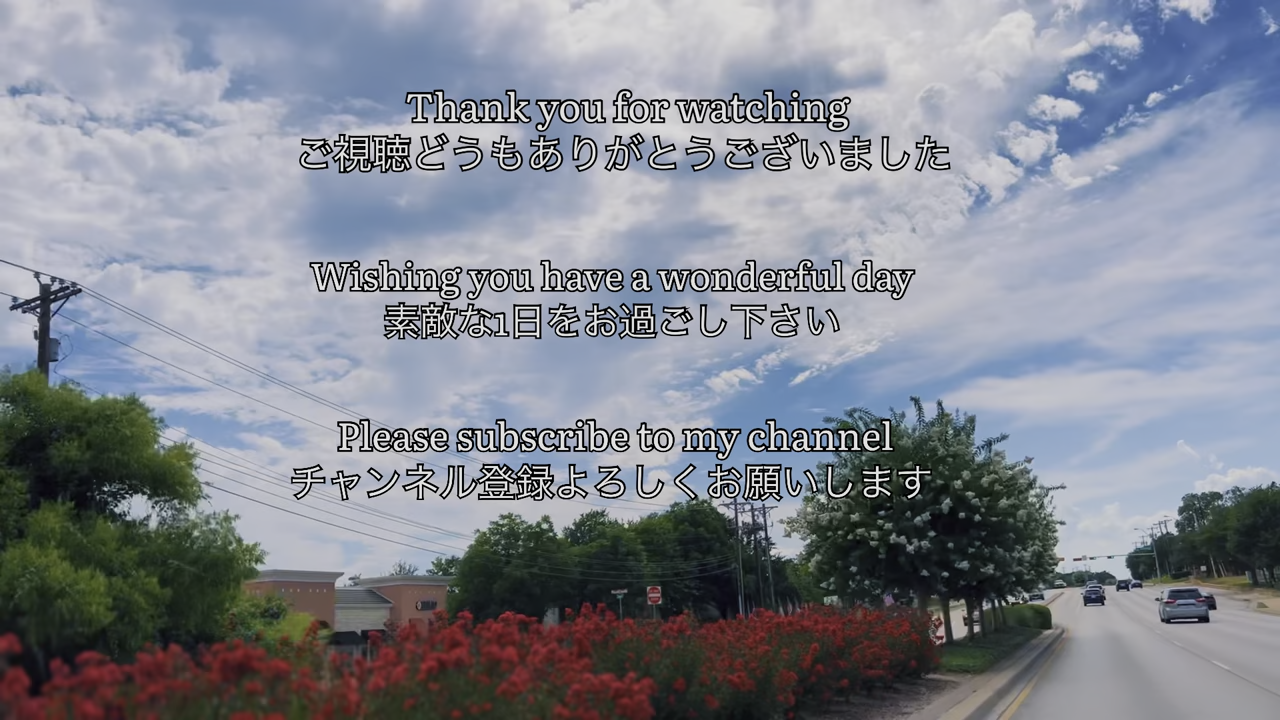 Thank you for watching
ご視聴どうもありがとうございました
Wishing you have a wonderful day
素敵な1日をお過ごし下さい
Please subscribe to my channel
チャンネル登録よろしくお願いします